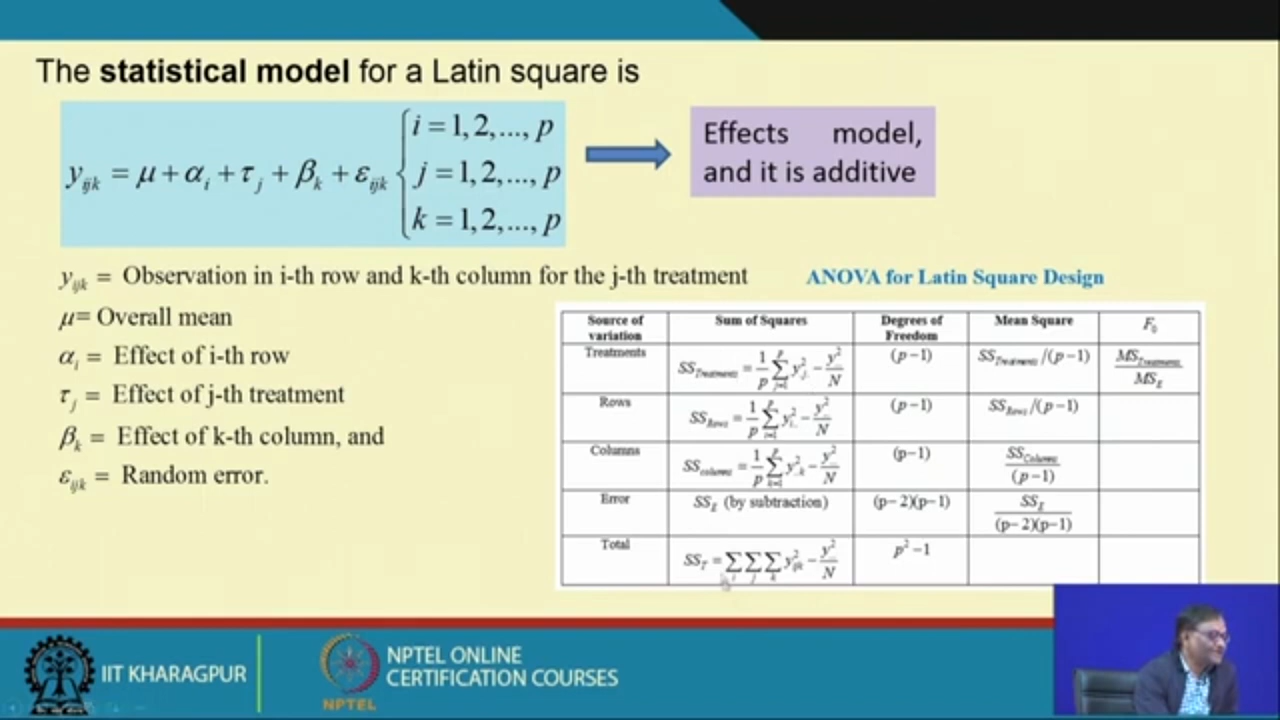 The statistical model for a Latin square is
y_ijk = μ + α_i + τ_j + β_k + ε_ijk { i = 1, 2, ..., p
j = 1, 2, ..., p
k = 1, 2, ..., p
Effects model,
and it is additive
y_ijk = Observation in i-th row and k-th column for the j-th treatment
μ= Overall mean
α_i = Effect of i-th row
τ_j = Effect of j-th treatment
β_k = Effect of k-th column, and
ε_ijk = Random error.
ANOVA for Latin Square Design
Source of variation | Sum of Squares | Degrees of Freedom | Mean Square | F_0
Treatments | SS_Treatments = 1/p Σ_{j=1}^{p} y²_.j. − y²_.../N | (p−1) | SS_Treatments/(p−1) | MS_Treatments/MS_E
Rows | SS_Rows = 1/p Σ_{i=1}^{p} y²_i.. − y²_.../N | (p−1) | SS_Rows/(p−1)
Columns | SS_columns = 1/p Σ_{k=1}^{p} y²_..k − y²_.../N | (p−1) | SS_Columns/(p−1)
Error | SS_E (by subtraction) | (p−2)(p−1) | SS_E/(p−2)(p−1)
Total | SS_T = Σ_i Σ_j Σ_k y²_ijk − y²_.../N | p²−1
IIT KHARAGPUR
NPTEL
NPTEL ONLINE
CERTIFICATION COURSES